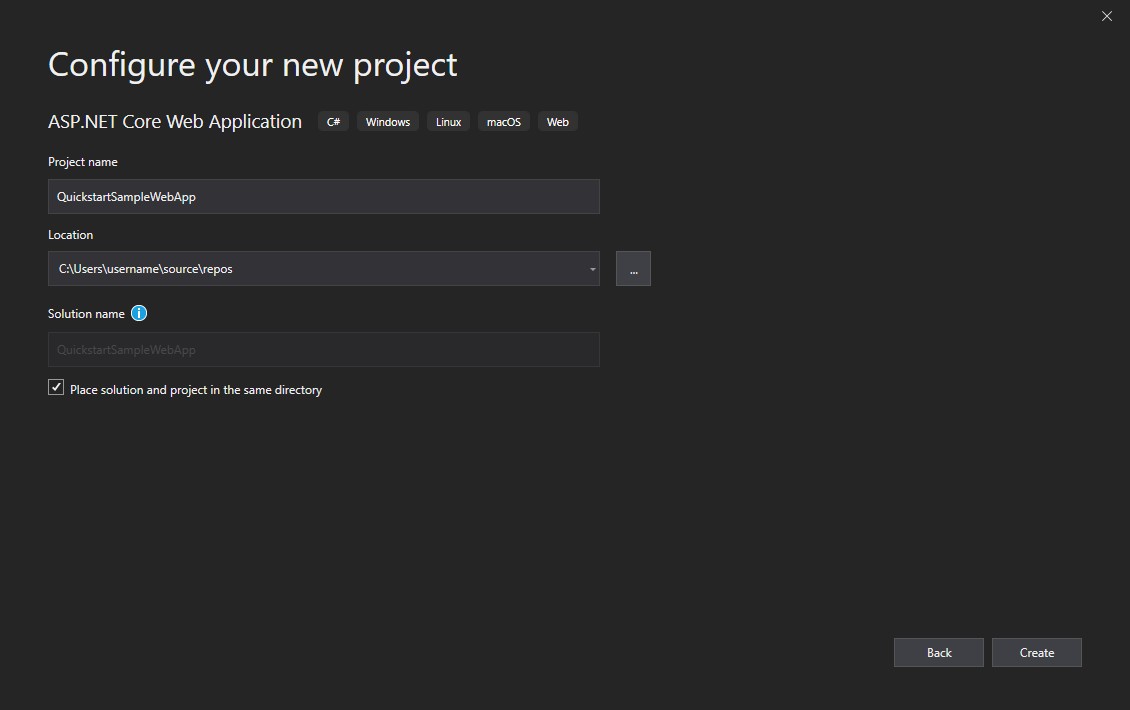 Configure your new project
ASP.NET Core Web Application C# Windows Linux macOS Web
Project name
QuickstartSampleWebApp
Location
C:\Users\username\source\repos
...
Solution name i
QuickstartSampleWebApp
Place solution and project in the same directory
Back Create